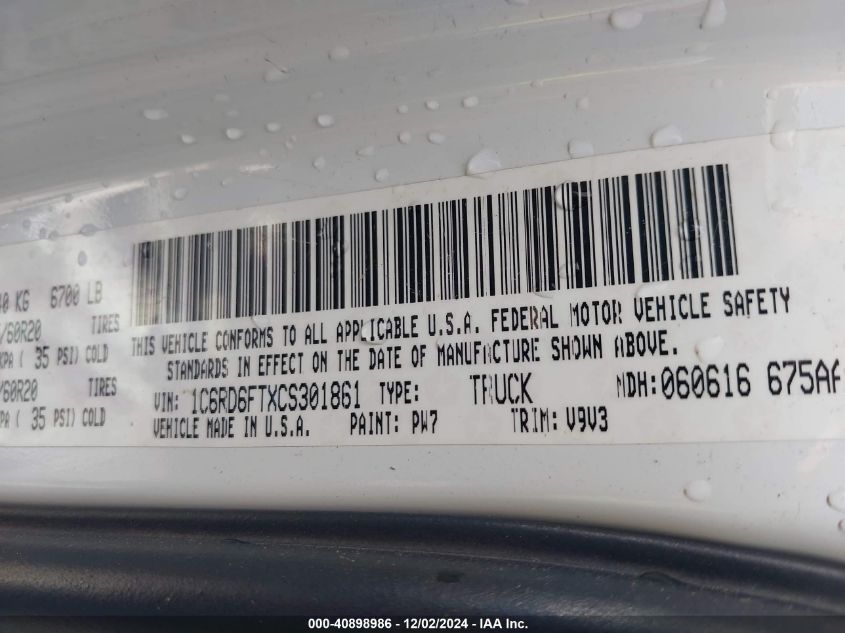 40 KG 6700 LB
/60R20 TIRES
KPA ( 35 PSI) COLD
/60R20 TIRES
PA ( 35 PSI) COLD
THIS VEHICLE CONFORMS TO ALL APPLICABLE U.S.A. FEDERAL MOTOR VEHICLE SAFETY
STANDARDS IN EFFECT ON THE DATE OF MANUFACTURE SHOWN ABOVE.
VIN: 1C6RD6FTXCS301861 TYPE: TRUCK MDH: 060616 675AA
VEHICLE MADE IN U.S.A. PAINT: PW7 TRIM: V9V3
000-40898986 - 12/02/2024 - IAA Inc.